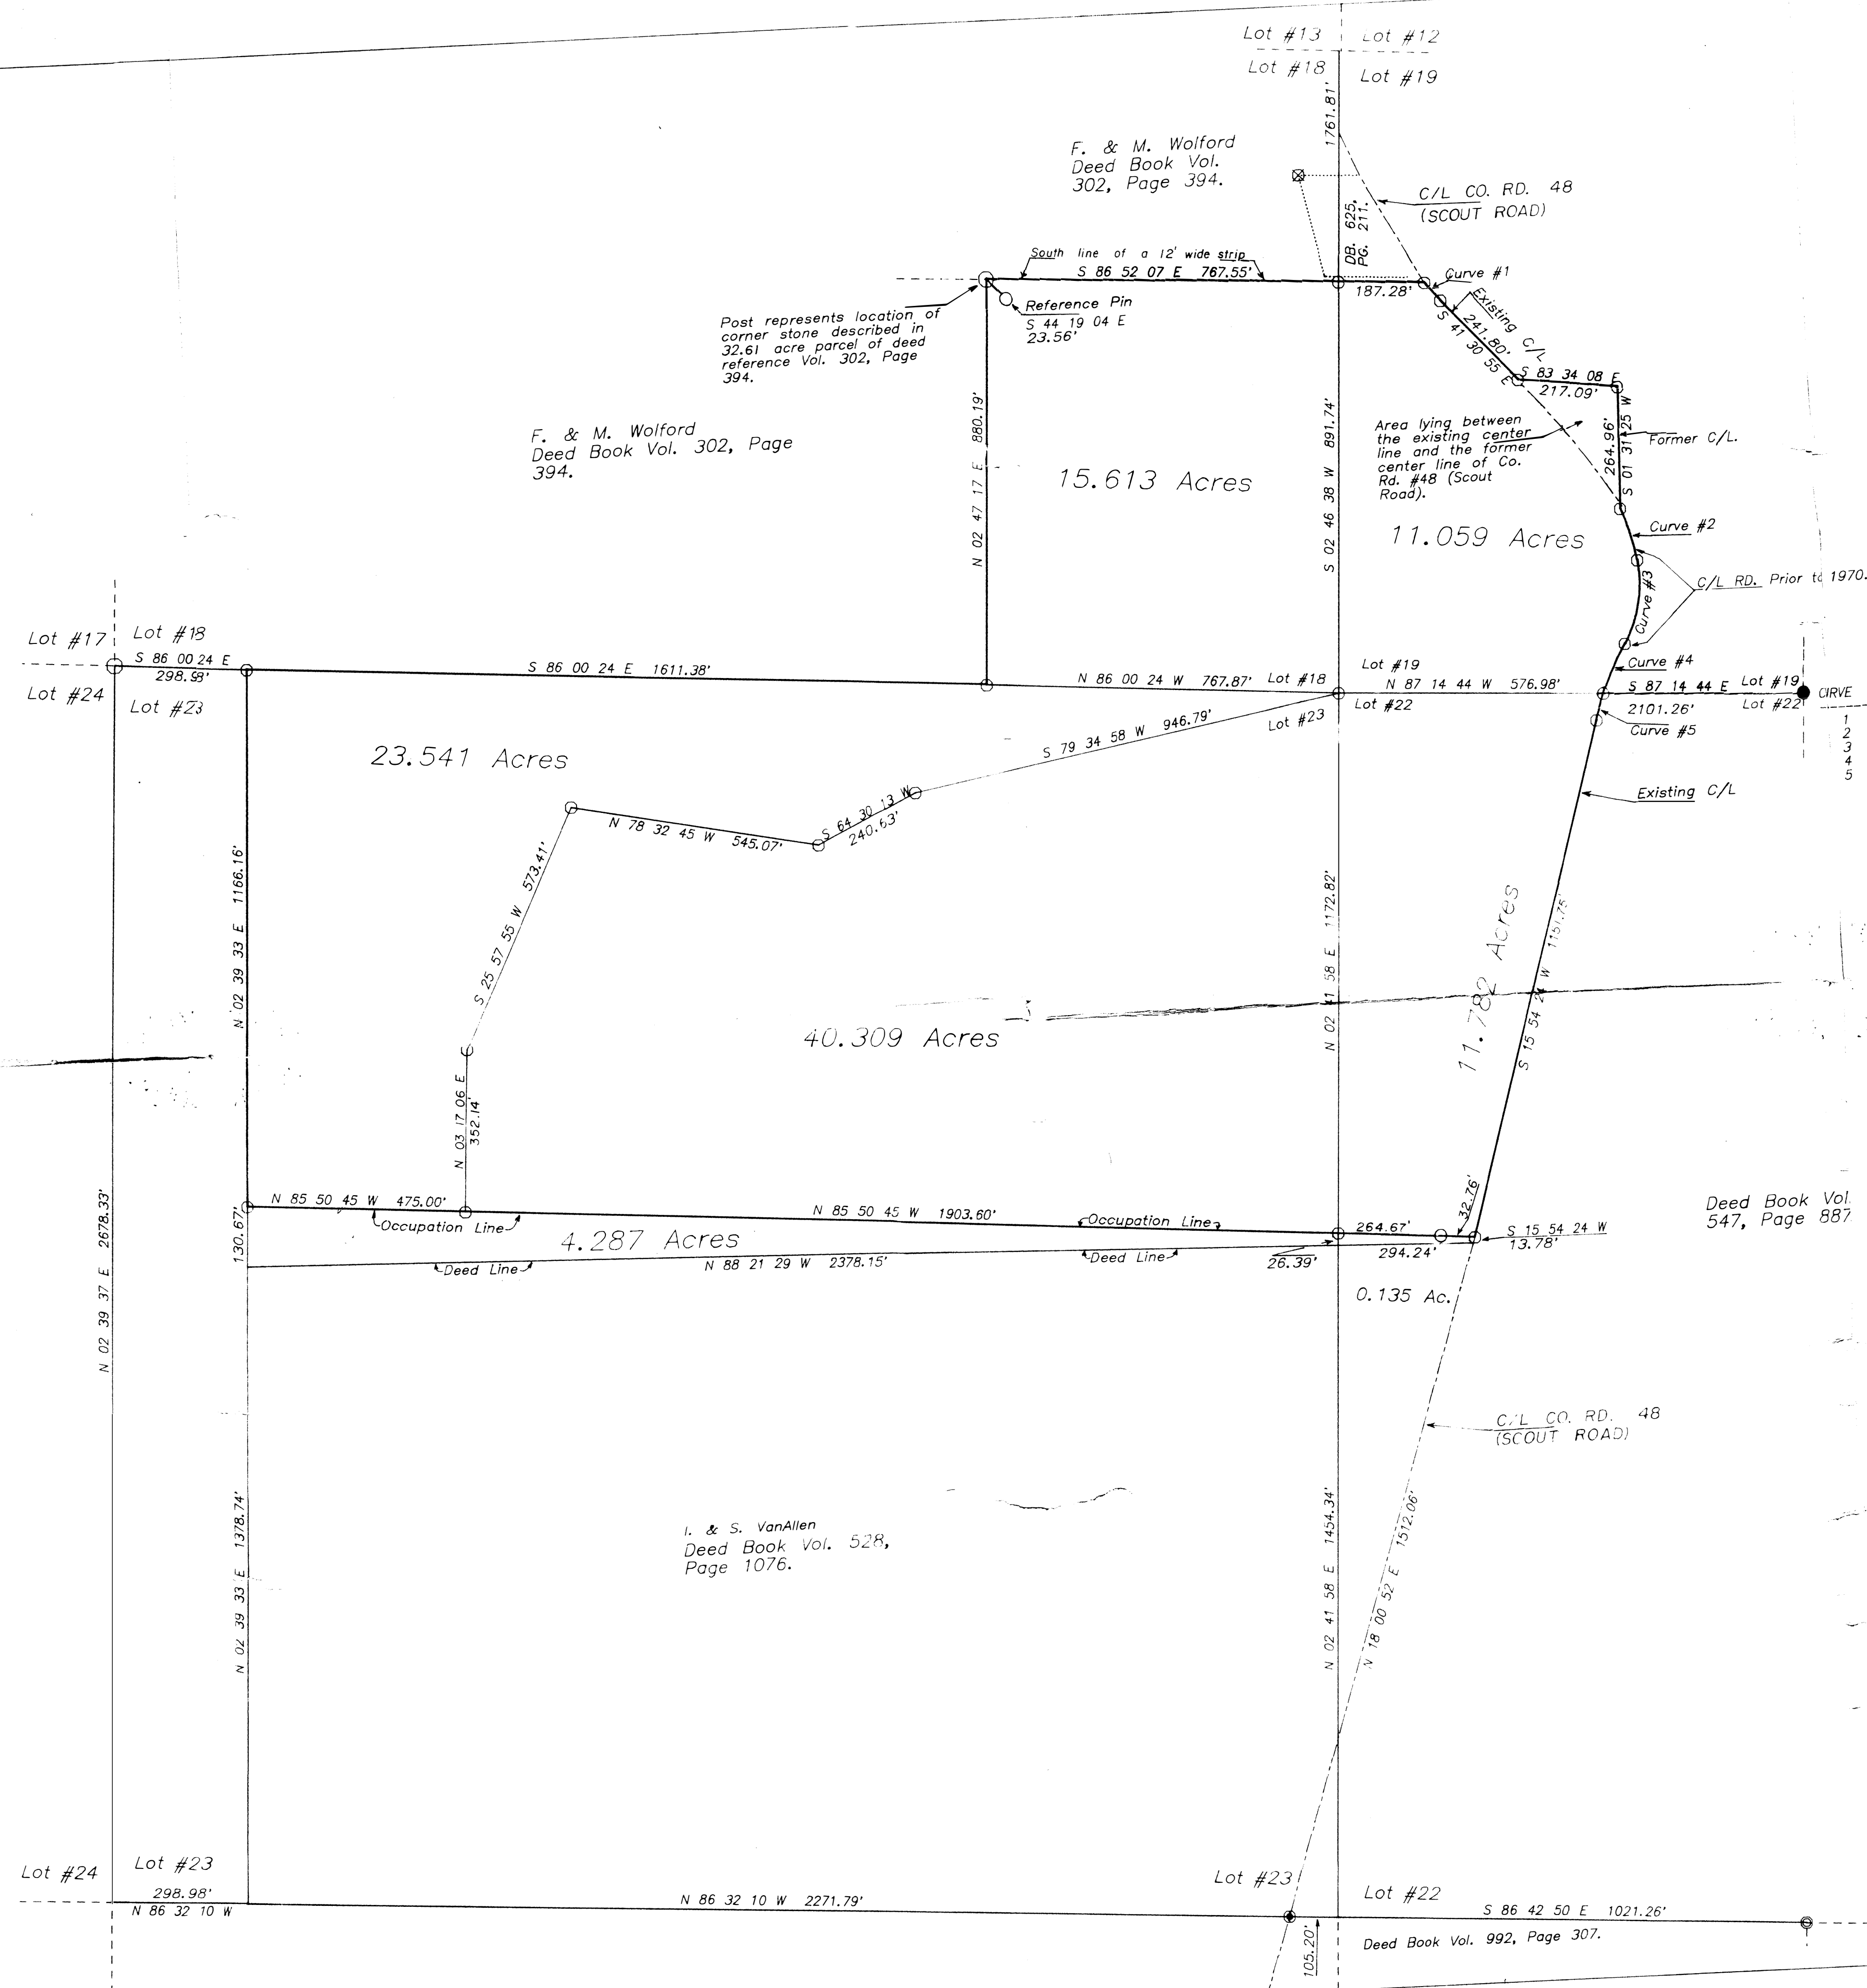 Lot #13
Lot #12
Lot #18
Lot #19
1761.81'
F. & M. Wolford
Deed Book Vol.
302, Page 394.
C/L CO. RD. 48
(SCOUT ROAD)
DB. 625,
PG. 211.
South line of a 12' wide strip
S 86 52 07 E 767.55'
187.28'
Curve #1
Reference Pin
S 44 19 04 E
23.56'
Post represents location of
corner stone described in
32.61 acre parcel of deed
reference Vol. 302, Page
394.
Existing C/L
241.80'
S 41 30 55 E
S 83 34 08 E
217.09'
F. & M. Wolford
Deed Book Vol. 302, Page
394.
N 02 47 17 E 880.19'
15.613 Acres
S 02 46 38 W 891.74'
Area lying between
the existing center
line and the former
center line of Co.
Rd. #48 (Scout
Road).
264.96'
S 01 31 25 W
Former C/L.
11.059 Acres
Curve #2
C/L RD. Prior to 1970.
Curve #3
Lot #17
Lot #18
S 86 00 24 E
298.98'
S 86 00 24 E 1611.38'
N 86 00 24 W 767.87'
Lot #18
Lot #19
N 87 14 44 W 576.98'
Curve #4
S 87 14 44 E
Lot #19
2101.26'
Lot #22
Lot #24
Lot #23
Lot #23
Lot #22
Curve #5
1
2
3
4
5
23.541 Acres
S 79 34 58 W 946.79'
Existing C/L
N 78 32 45 W 545.07'
S 64 30 13 W
240.63'
S 25 57 55 W 573.41'
N 02 39 33 E 1166.16'
N 02 41 58 E 1172.82'
11.782 Acres
S 15 54 24 W 1151.75'
40.309 Acres
N 03 17 06 E
352.14'
N 85 50 45 W 475.00'
Occupation Line
N 85 50 45 W 1903.60'
Occupation Line
264.67'
32.76'
S 15 54 24 W
13.78'
Deed Book Vol.
547, Page 887
130.67'
4.287 Acres
Deed Line
N 88 21 29 W 2378.15'
Deed Line
26.39'
294.24'
0.135 Ac.
N 02 39 37 E 2678.33'
C/L CO. RD. 48
(SCOUT ROAD)
N 02 39 33 E 1378.74'
I. & S. VanAllen
Deed Book Vol. 528,
Page 1076.
N 02 41 58 E 1454.34'
N 18 00 52 E 1512.06'
Lot #24
Lot #23
298.98'
N 86 32 10 W
N 86 32 10 W 2271.79'
Lot #23
Lot #22
S 86 42 50 E 1021.26'
105.20'
Deed Book Vol. 992, Page 307.